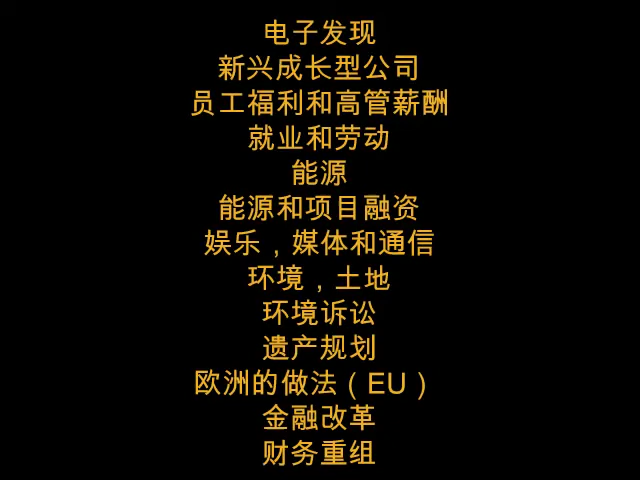 电子发现
新兴成长型公司
员工福利和高管薪酬
就业和劳动
能源
能源和项目融资
娱乐，媒体和通信
环境，土地
环境诉讼
遗产规划
欧洲的做法（EU）
金融改革
财务重组